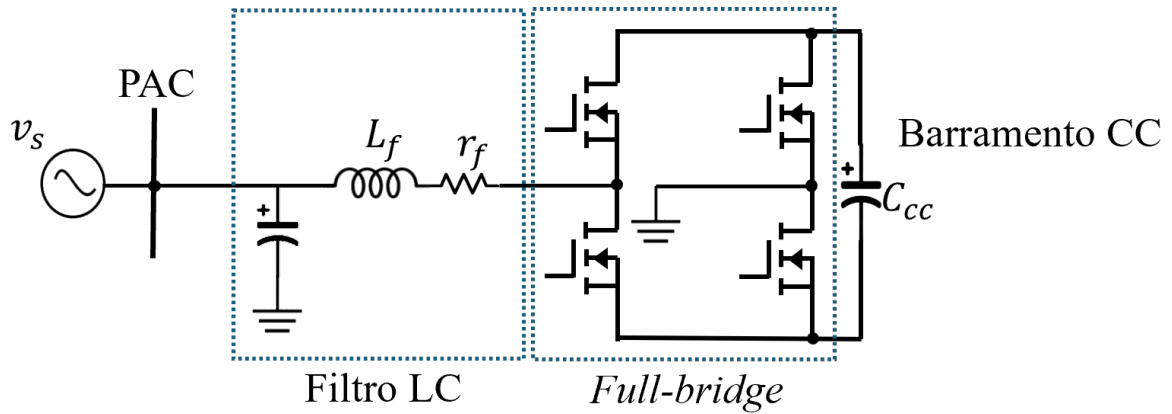 PAC
v_s
L_f
r_f
Barramento CC
+
+
C_cc
Filtro LC
Full-bridge